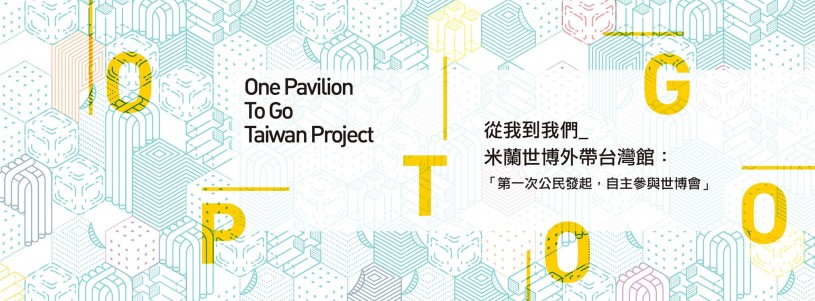 One Pavilion
To Go
Taiwan Project
從我到我們_
米蘭世博外帶台灣館：
「第一次公民發起，自主參與世博會」
O
P
T
O
G
O